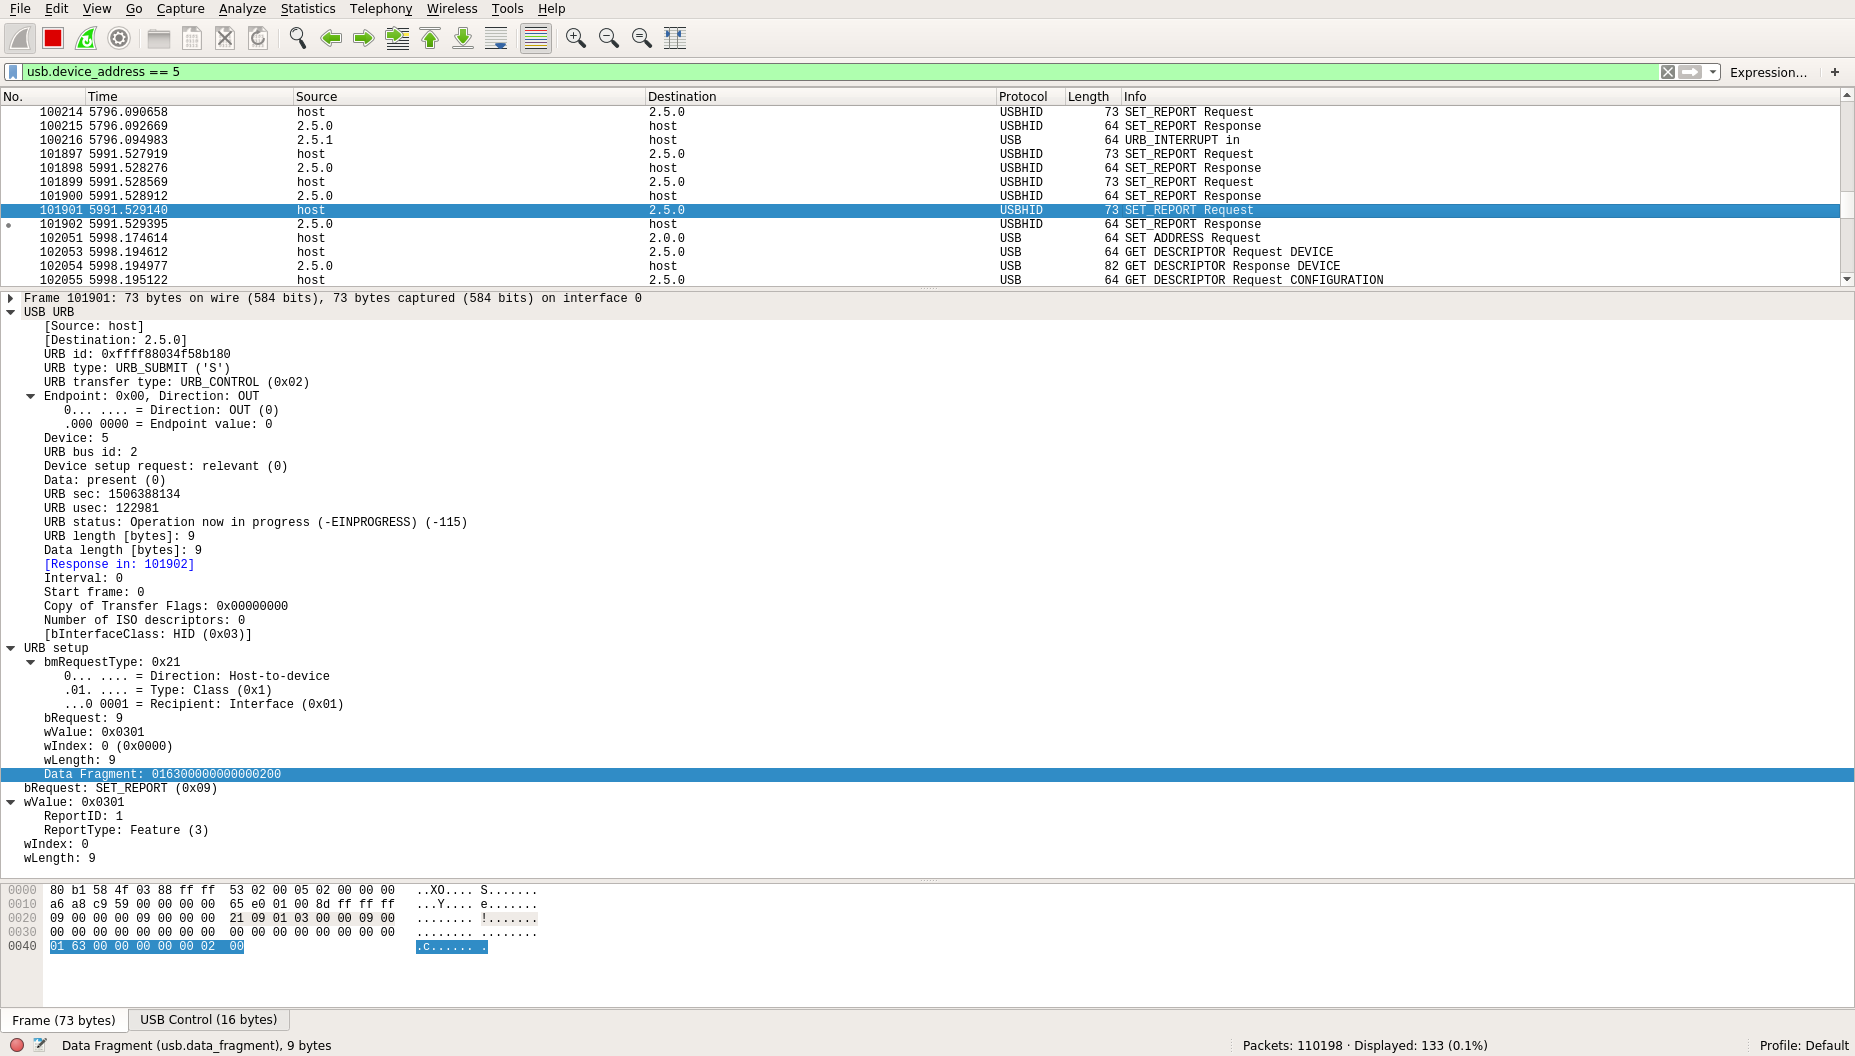 File Edit View Go Capture Analyze Statistics Telephony Wireless Tools Help
usb.device_address == 5 Expression... +
No. Time Source Destination Protocol Length Info
100214 5796.090658 host 2.5.0 USBHID 73 SET_REPORT Request
100215 5796.092669 2.5.0 host USBHID 64 SET_REPORT Response
100216 5796.094983 2.5.1 host USB 64 URB_INTERRUPT in
101897 5991.527919 host 2.5.0 USBHID 73 SET_REPORT Request
101898 5991.528276 2.5.0 host USBHID 64 SET_REPORT Response
101899 5991.528569 host 2.5.0 USBHID 73 SET_REPORT Request
101900 5991.528912 2.5.0 host USBHID 64 SET_REPORT Response
101901 5991.529140 host 2.5.0 USBHID 73 SET_REPORT Request
101902 5991.529395 2.5.0 host USBHID 64 SET_REPORT Response
102051 5998.174614 host 2.0.0 USB 64 SET ADDRESS Request
102053 5998.194612 host 2.5.0 USB 64 GET DESCRIPTOR Request DEVICE
102054 5998.194977 2.5.0 host USB 82 GET DESCRIPTOR Response DEVICE
102055 5998.195122 host 2.5.0 USB 64 GET DESCRIPTOR Request CONFIGURATION
Frame 101901: 73 bytes on wire (584 bits), 73 bytes captured (584 bits) on interface 0
USB URB
[Source: host]
[Destination: 2.5.0]
URB id: 0xffff88034f58b180
URB type: URB_SUBMIT ('S')
URB transfer type: URB_CONTROL (0x02)
Endpoint: 0x00, Direction: OUT
0... .... = Direction: OUT (0)
.000 0000 = Endpoint value: 0
Device: 5
URB bus id: 2
Device setup request: relevant (0)
Data: present (0)
URB sec: 1506388134
URB usec: 122981
URB status: Operation now in progress (-EINPROGRESS) (-115)
URB length [bytes]: 9
Data length [bytes]: 9
[Response in: 101902]
Interval: 0
Start frame: 0
Copy of Transfer Flags: 0x00000000
Number of ISO descriptors: 0
[bInterfaceClass: HID (0x03)]
URB setup
bmRequestType: 0x21
0... .... = Direction: Host-to-device
.01. .... = Type: Class (0x1)
...0 0001 = Recipient: Interface (0x01)
bRequest: 9
wValue: 0x0301
wIndex: 0 (0x0000)
wLength: 9
Data Fragment: 016300000000000200
bRequest: SET_REPORT (0x09)
wValue: 0x0301
ReportID: 1
ReportType: Feature (3)
wIndex: 0
wLength: 9
0000 80 b1 58 4f 03 88 ff ff 53 02 00 05 02 00 00 00 ..XO.... S.......
0010 a6 a8 c9 59 00 00 00 00 65 e0 01 00 8d ff ff ff ...Y.... e.......
0020 09 00 00 00 09 00 00 00 21 09 01 03 00 00 09 00 ........ !.......
0030 00 00 00 00 00 00 00 00 00 00 00 00 00 00 00 00 ........ ........
0040 01 63 00 00 00 00 00 02 00 .c...... .
Frame (73 bytes) USB Control (16 bytes)
Data Fragment (usb.data_fragment), 9 bytes Packets: 110198 · Displayed: 133 (0.1%) Profile: Default